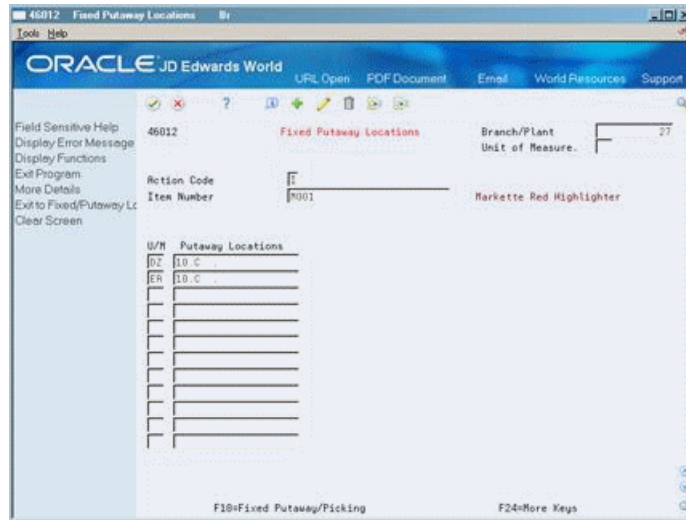 46012 Fixed Putaway Locations Br
Tools Help
ORACLE JD Edwards World
URL Open PDF Document Email World Resources Support
Field Sensitive Help
Display Error Message
Display Functions
Exit Program
More Details
Exit to Fixed/Putaway Lc
Clear Screen
46012 Fixed Putaway Locations Branch/Plant 27
Unit of Measure.
Action Code I
Item Number M001 Markette Red Highlighter
U/M Putaway Locations
DZ 10.C .
EA 10.C .
F18=Fixed Putaway/Picking F24=More Keys